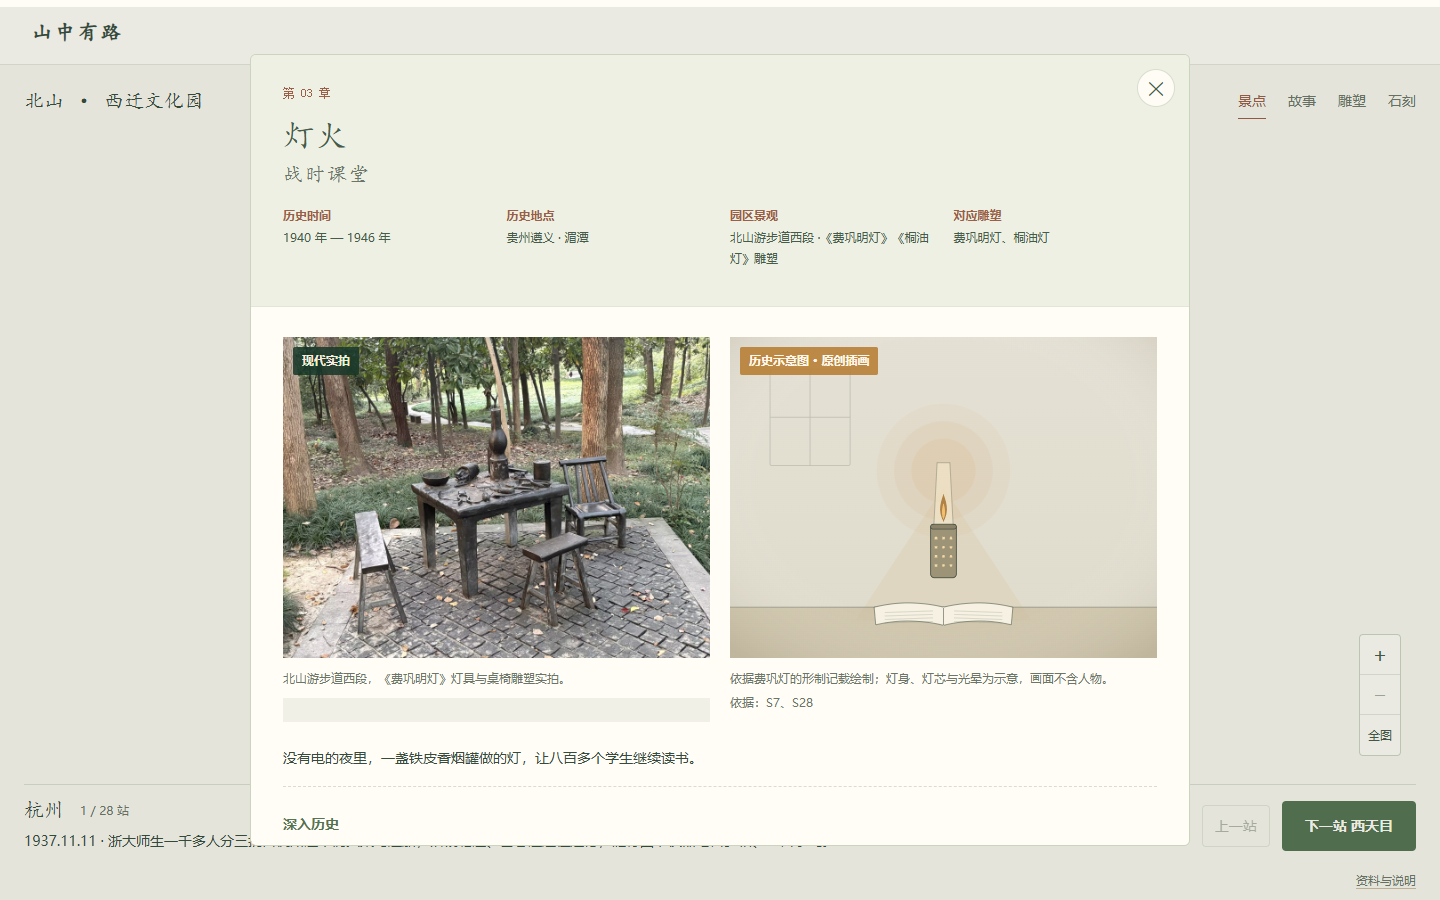 山中有路
北山 • 西迁文化园
景点 故事 雕塑 石刻
第 03 章
灯火
战时课堂
历史时间
1940 年 — 1946 年
历史地点
贵州遵义 · 湄潭
园区景观
北山游步道西段 · 《费巩明灯》《桐油
灯》雕塑
对应雕塑
费巩明灯、桐油灯
现代实拍
历史示意图 • 原创插画
北山游步道西段，《费巩明灯》灯具与桌椅雕塑实拍。
依据费巩灯的形制记载绘制；灯身、灯芯与光晕为示意，画面不含人物。
依据：S7、S28
没有电的夜里，一盏铁皮香烟罐做的灯，让八百多个学生继续读书。
深入历史
+
−
全图
杭州 1 / 28 站
1937.11.11 · 浙大师生一千多人分三
上一站
下一站 西天目
资料与说明